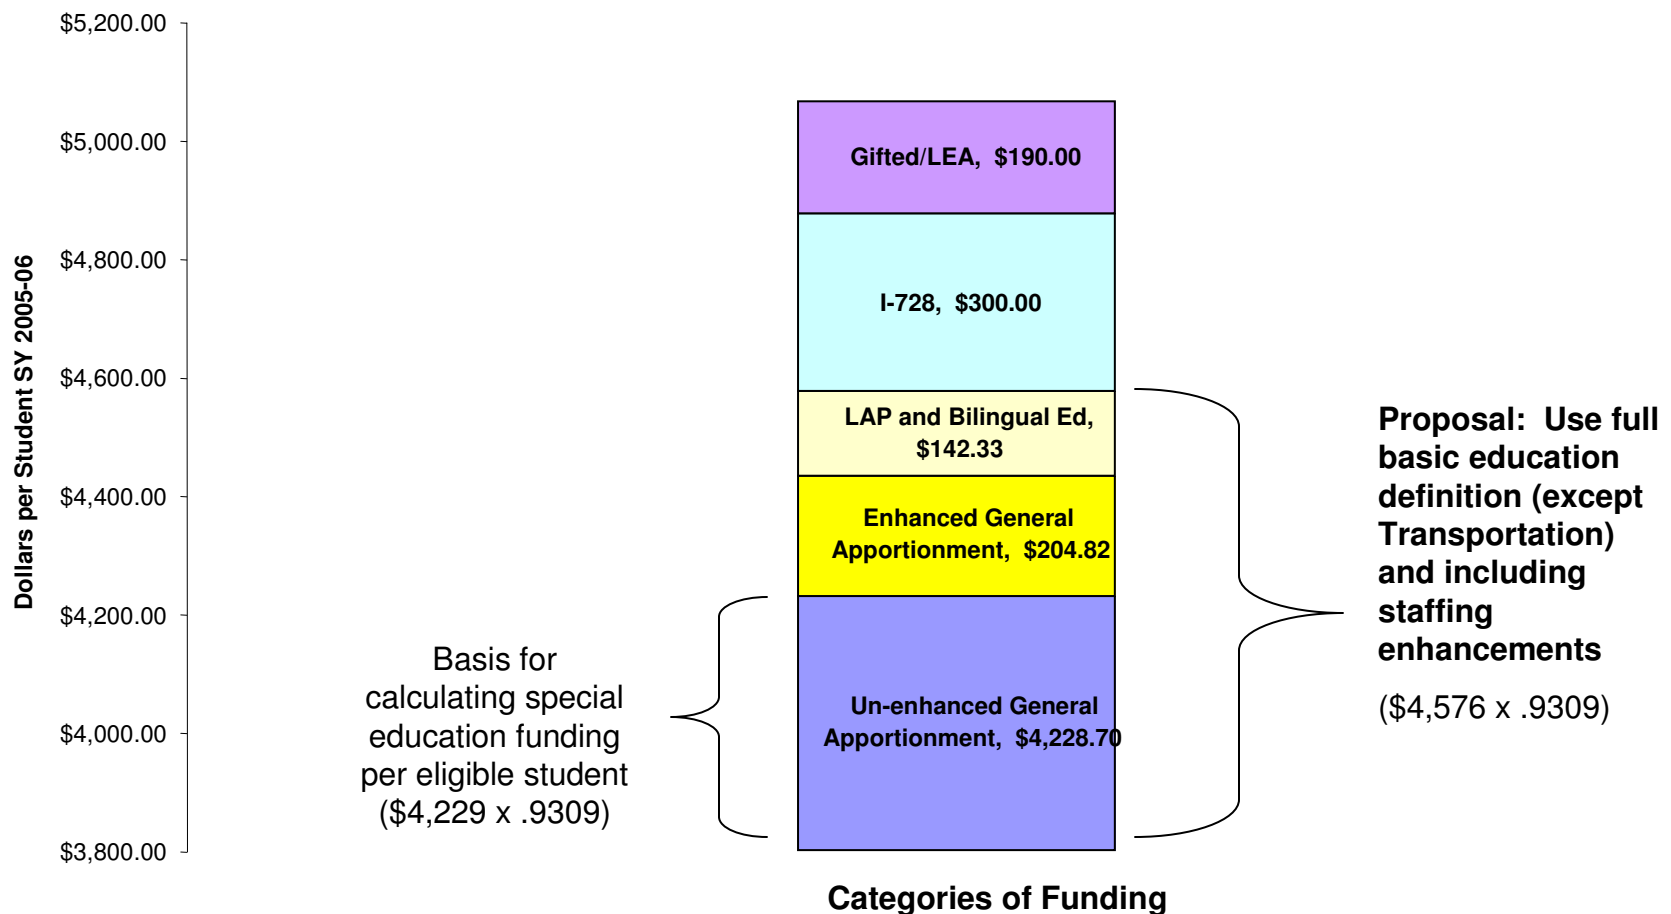 $5,200.00
$5,000.00
$4,800.00
$4,600.00
$4,400.00
$4,200.00
$4,000.00
$3,800.00
Dollars per Student SY 2005-06
Gifted/LEA, $190.00
I-728, $300.00
LAP and Bilingual Ed,
$142.33
Enhanced General
Apportionment, $204.82
Un-enhanced General
Apportionment, $4,228.70
Basis for
calculating special
education funding
per eligible student
($4,229 x .9309)
Proposal: Use full
basic education
definition (except
Transportation)
and including
staffing
enhancements
($4,576 x .9309)
Categories of Funding